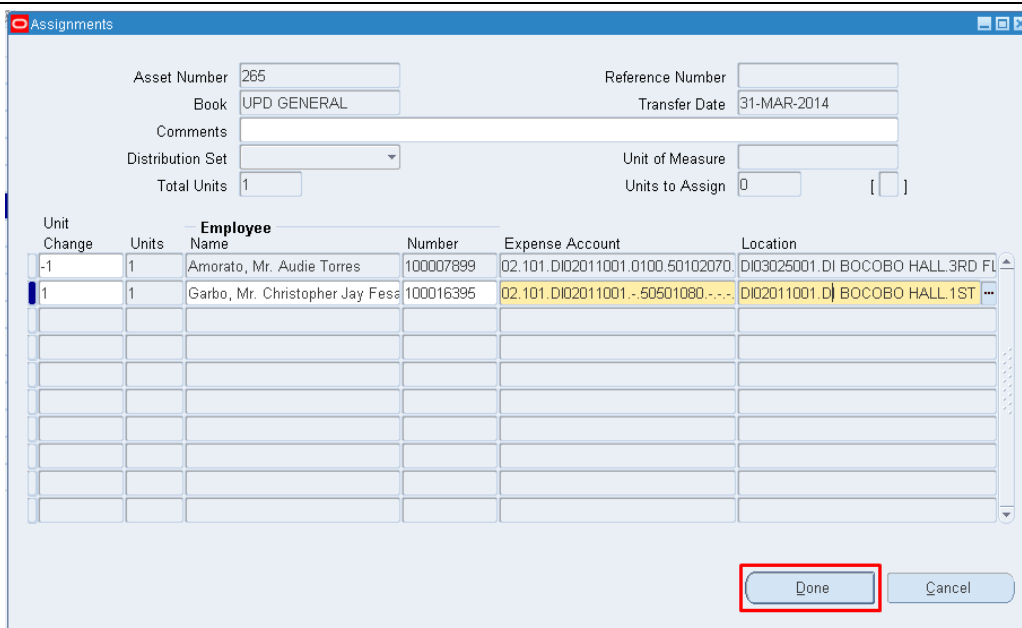 Assignments
Asset Number 265 Reference Number
Book UPD GENERAL Transfer Date 31-MAR-2014
Comments
Distribution Set Unit of Measure
Total Units 1 Units to Assign 0 [ ]
Unit Change Units Employee Name Number Expense Account Location
-1 1 Amorato, Mr. Audie Torres 100007899 02.101.DI02011001.0100.50102070. DI03025001.DI BOCOBO HALL.3RD FL
1 1 Garbo, Mr. Christopher Jay Fesa 100016395 02.101.DI02011001.-.50501080.-.-.-. DI02011001.DI BOCOBO HALL.1ST ...
Done Cancel